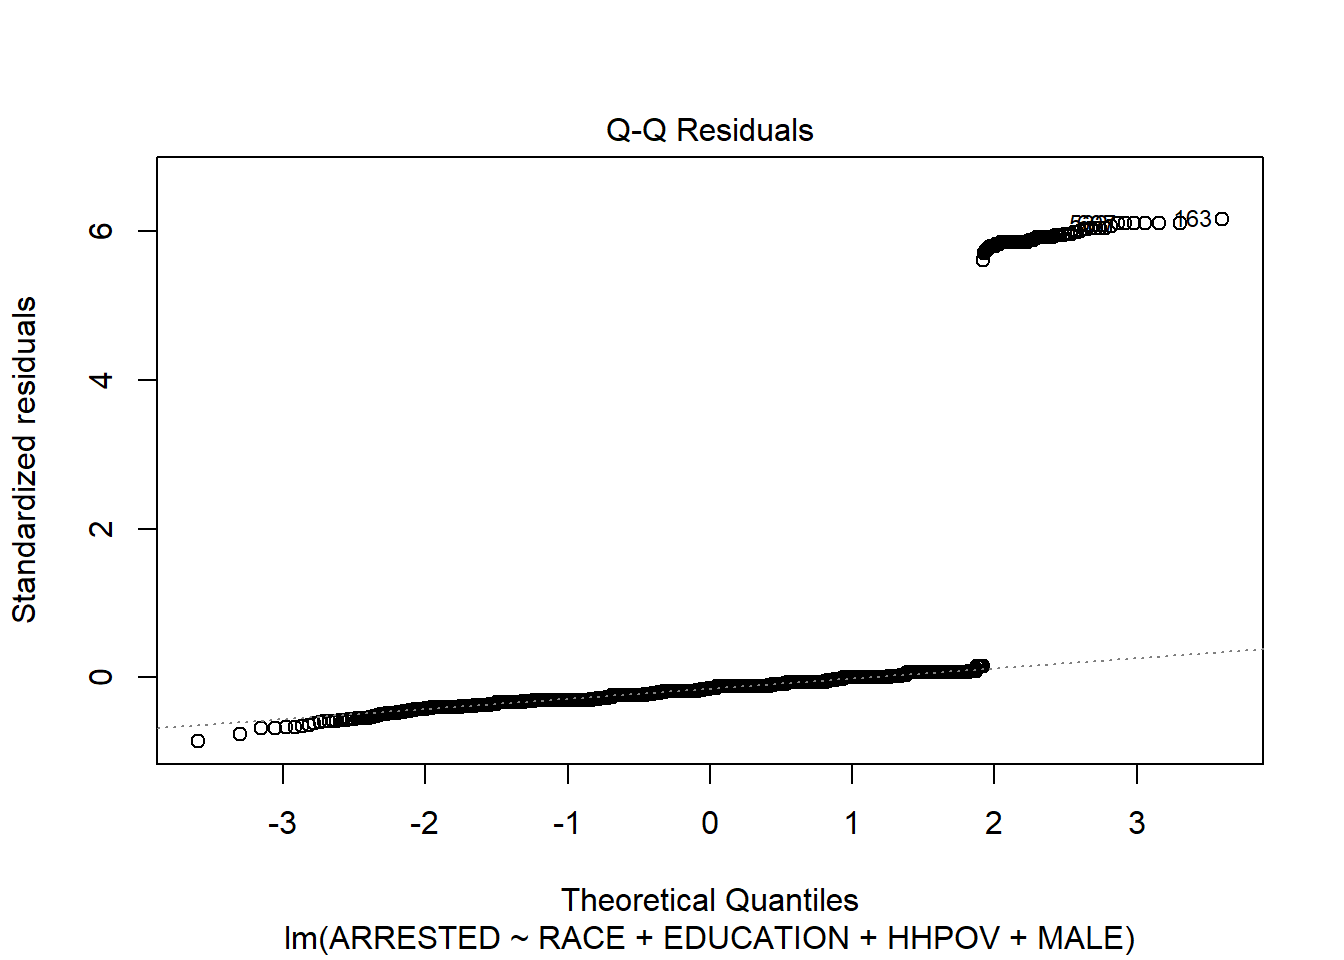 Q-Q Residuals
Standardized residuals
6
4
2
0
163
-3 -2 -1 0 1 2 3
Theoretical Quantiles
lm(ARRESTED ~ RACE + EDUCATION + HHPOV + MALE)